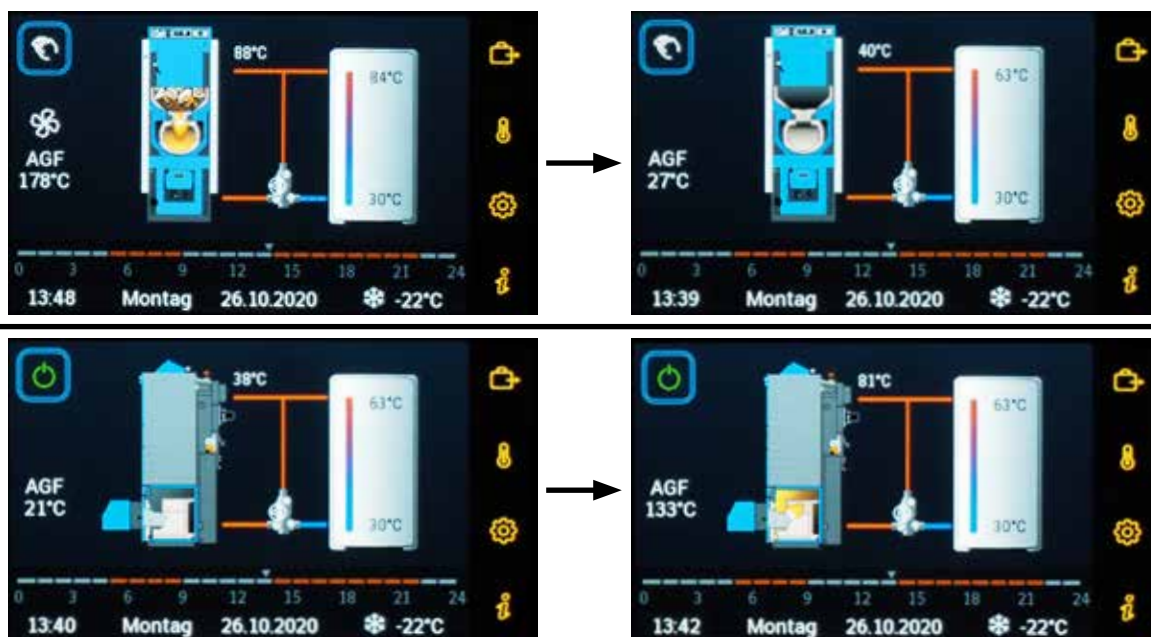 88°C
84°C
AGF
178°C
30°C
0 3 6 9 12 15 18 21 24
13:48 Montag 26.10.2020 -22°C
40°C
63°C
AGF
27°C
30°C
0 3 6 9 12 15 18 21 24
13:39 Montag 26.10.2020 -22°C
38°C
63°C
AGF
21°C
30°C
0 3 6 9 12 15 18 21 24
13:40 Montag 26.10.2020 -22°C
81°C
63°C
AGF
133°C
30°C
0 3 6 9 12 15 18 21 24
13:42 Montag 26.10.2020 -22°C